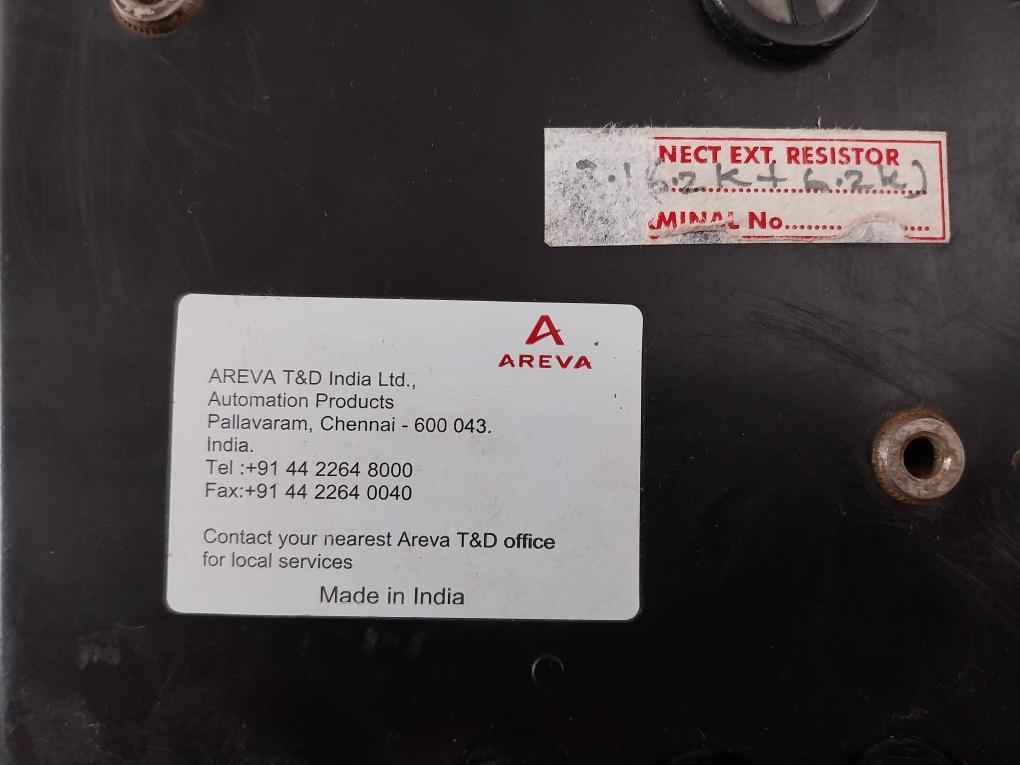 NECT EXT. RESISTOR
6.2K + 6.2K)
MINAL No..............
AREVA
AREVA T&D India Ltd.,
Automation Products
Pallavaram, Chennai - 600 043.
India.
Tel :+91 44 2264 8000
Fax:+91 44 2264 0040
Contact your nearest Areva T&D office
for local services
Made in India